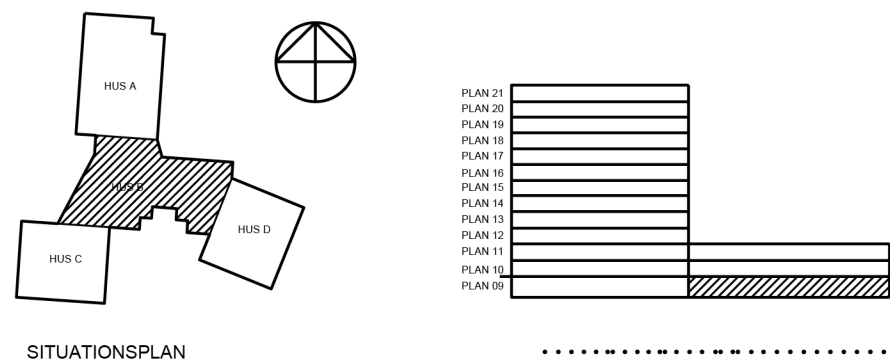 HUS A
HUS B
HUS C
HUS D
SITUATIONSPLAN
PLAN 21
PLAN 20
PLAN 19
PLAN 18
PLAN 17
PLAN 16
PLAN 15
PLAN 14
PLAN 13
PLAN 12
PLAN 11
PLAN 10
PLAN 09